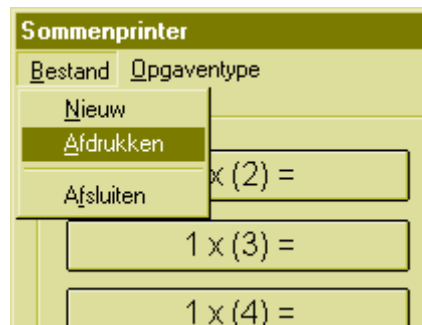 Sommenprinter
Bestand Opgaventype
Nieuw
Afdrukken
Afsluiten
x (2) =
1 x (3) =
1 x (4) =